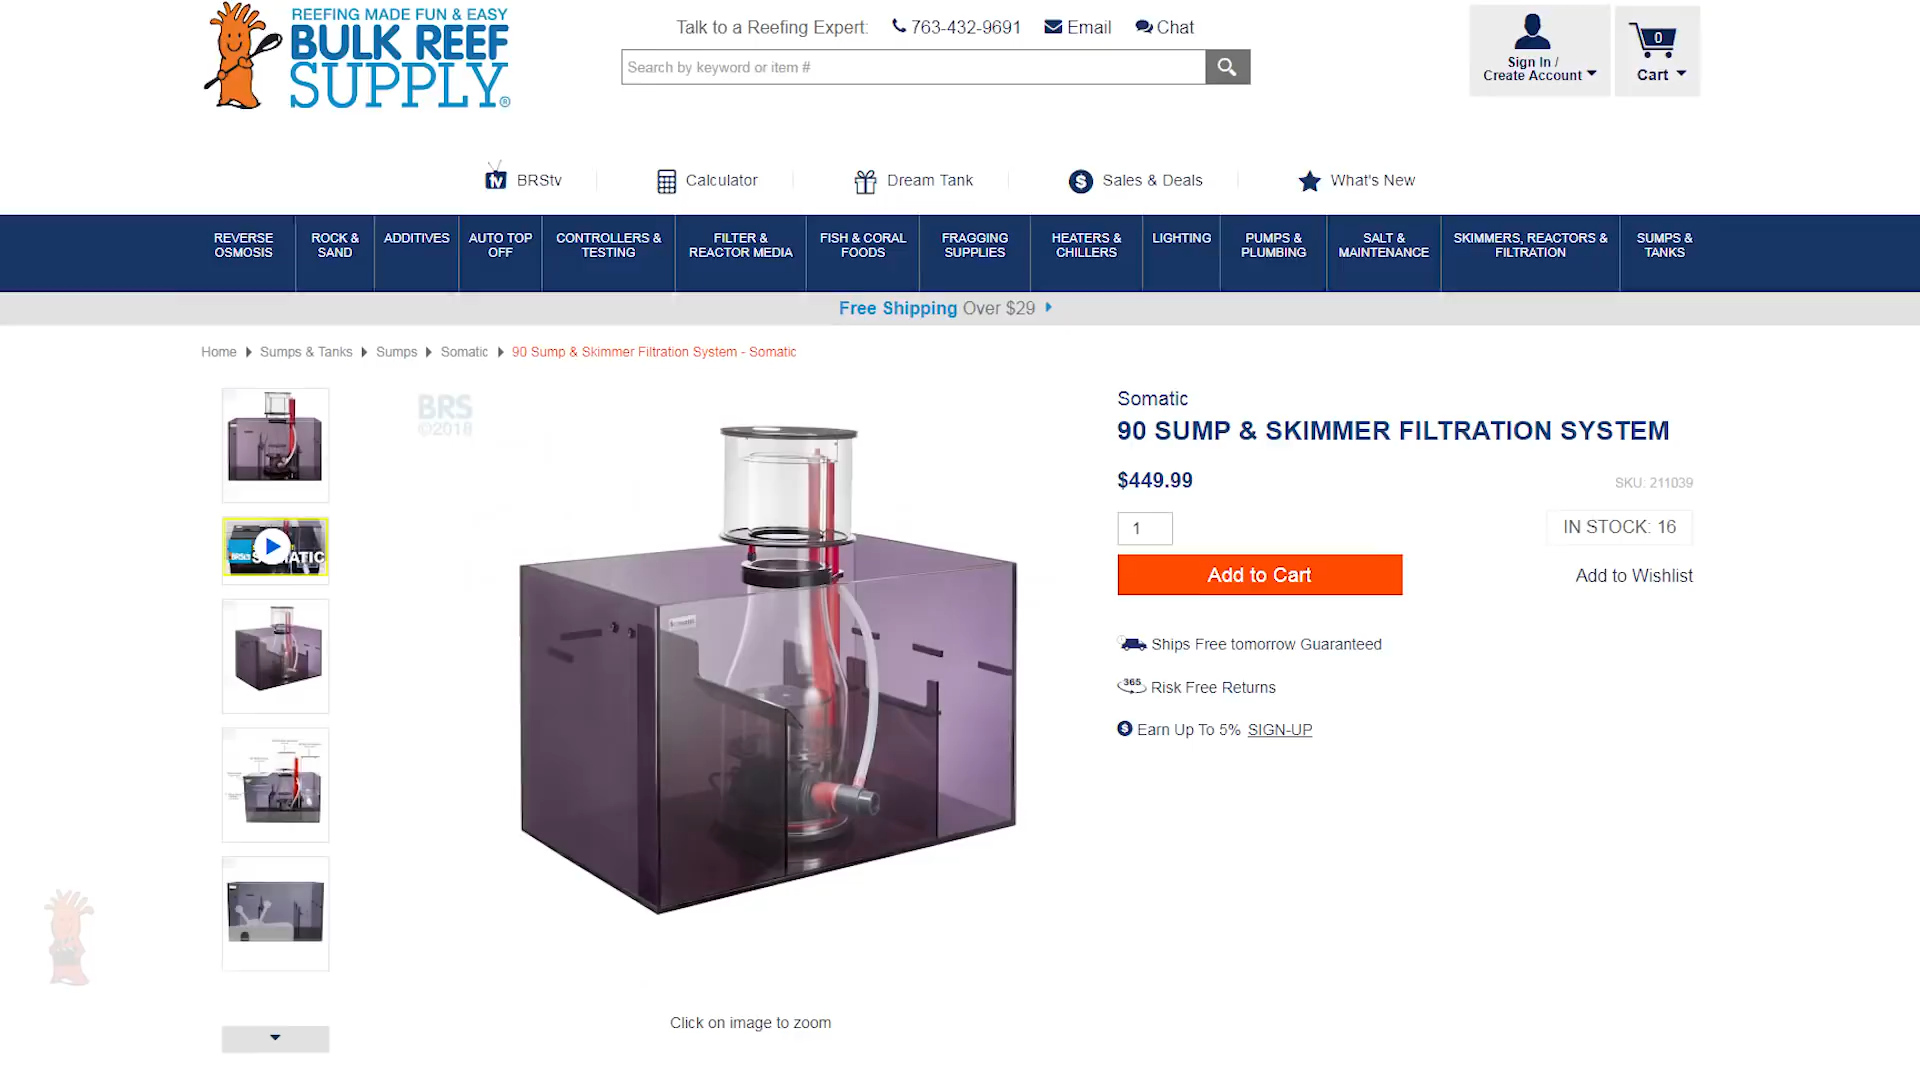 REEFING MADE FUN & EASY
BULK REEF
SUPPLY®
Talk to a Reefing Expert: 763-432-9691 Email Chat
Search by keyword or item #
Sign In /
Create Account
0
Cart
tv BRStv
Calculator
Dream Tank
$ Sales & Deals
What's New
REVERSE
OSMOSIS
ROCK &
SAND
ADDITIVES
AUTO TOP
OFF
CONTROLLERS &
TESTING
FILTER &
REACTOR MEDIA
FISH & CORAL
FOODS
FRAGGING
SUPPLIES
HEATERS &
CHILLERS
LIGHTING
PUMPS &
PLUMBING
SALT &
MAINTENANCE
SKIMMERS, REACTORS &
FILTRATION
SUMPS &
TANKS
Free Shipping Over $29
Home Sumps & Tanks Sumps Somatic 90 Sump & Skimmer Filtration System - Somatic
BRS
©2018
Somatic
90 SUMP & SKIMMER FILTRATION SYSTEM
$449.99
SKU: 211039
1
IN STOCK: 16
Add to Cart
Add to Wishlist
Ships Free tomorrow Guaranteed
365 Risk Free Returns
$ Earn Up To 5% SIGN-UP
Click on image to zoom